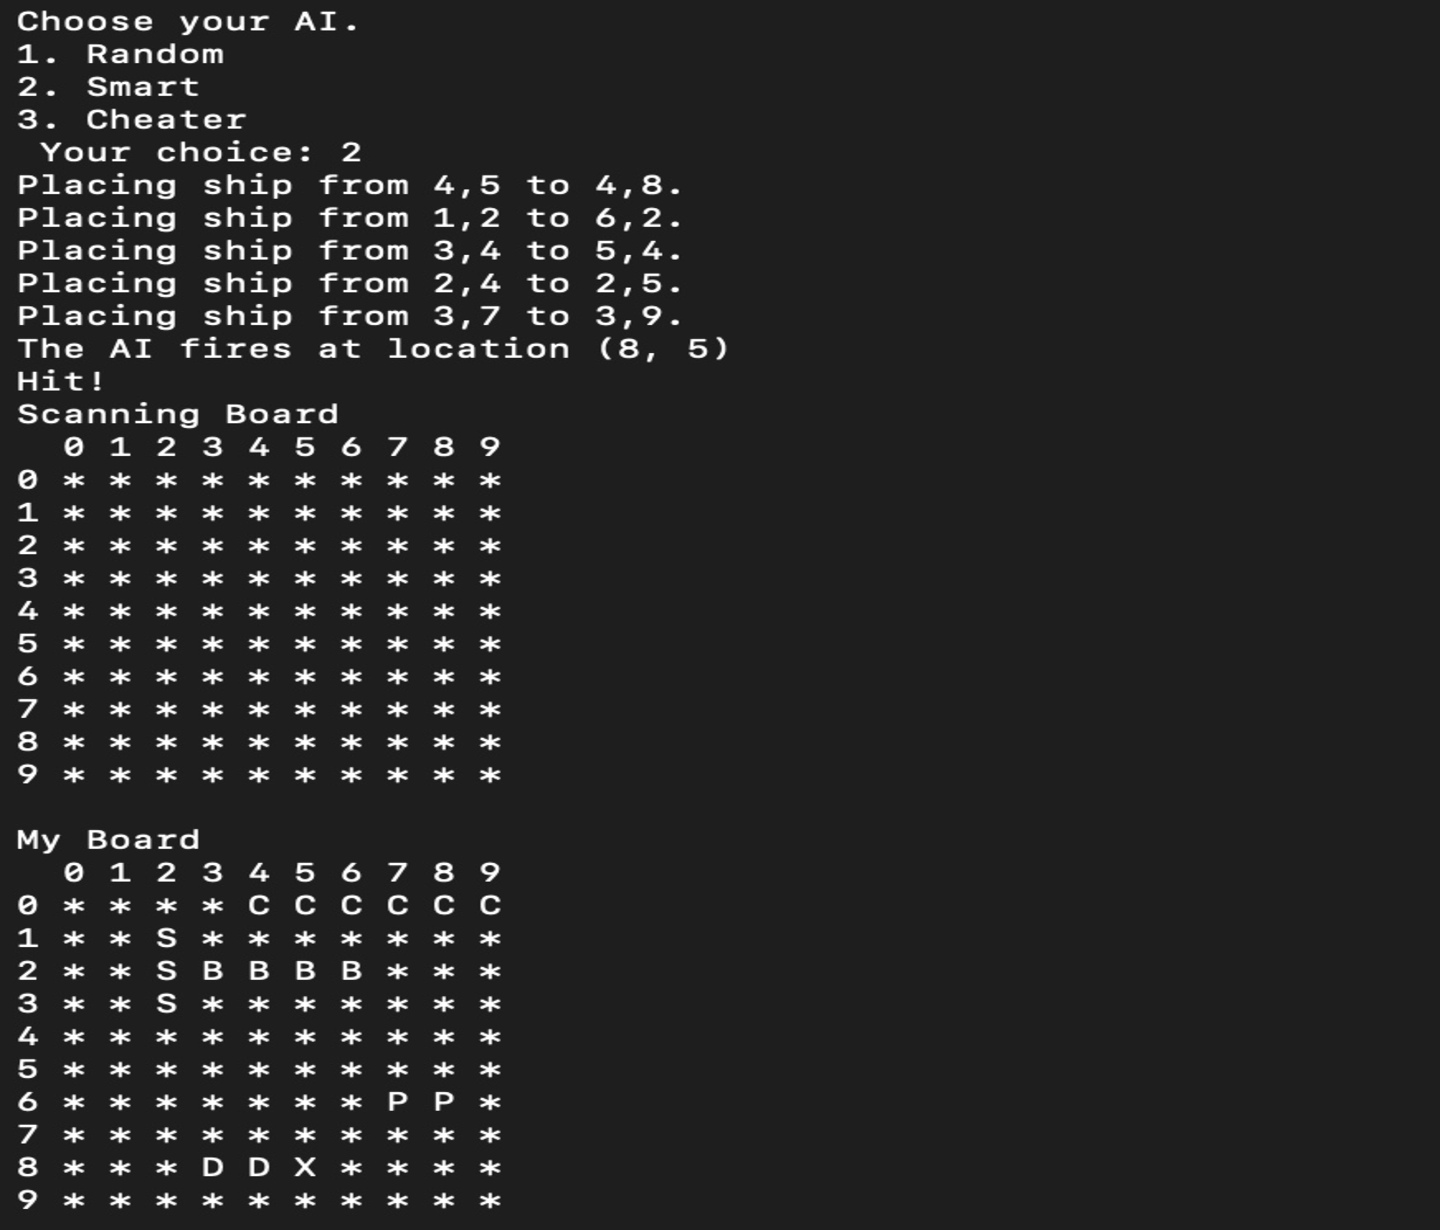 Choose your AI.
1. Random
2. Smart
3. Cheater
 Your choice: 2
Placing ship from 4,5 to 4,8.
Placing ship from 1,2 to 6,2.
Placing ship from 3,4 to 5,4.
Placing ship from 2,4 to 2,5.
Placing ship from 3,7 to 3,9.
The AI fires at location (8, 5)
Hit!
Scanning Board
  0 1 2 3 4 5 6 7 8 9
0 * * * * * * * * * *
1 * * * * * * * * * *
2 * * * * * * * * * *
3 * * * * * * * * * *
4 * * * * * * * * * *
5 * * * * * * * * * *
6 * * * * * * * * * *
7 * * * * * * * * * *
8 * * * * * * * * * *
9 * * * * * * * * * *

My Board
  0 1 2 3 4 5 6 7 8 9
0 * * * * C C C C C C
1 * * S * * * * * * *
2 * * S B B B B * * *
3 * * S * * * * * * *
4 * * * * * * * * * *
5 * * * * * * * * * *
6 * * * * * * * P P *
7 * * * * * * * * * *
8 * * * D D X * * * *
9 * * * * * * * * * *